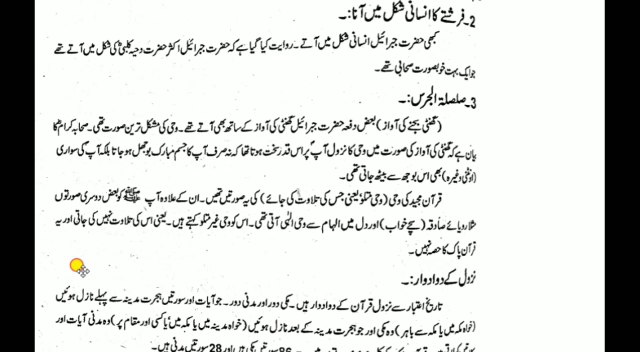 2۔ فرشتے کا انسانی شکل میں آنا:۔
کبھی حضرت جبرائیل انسانی شکل میں آتے۔ روایت کیا گیا ہے کہ حضرت جبرائیل اکثر حضرت دحیہ کلبیؓ کی شکل میں آتے تھے
جو ایک بہت خوبصورت صحابی تھے۔
3۔ صلصلۃ الجرس:۔
(گھنٹی بجنے کی آواز) بعض دفعہ حضرت جبرائیل گھنٹی کی آواز کے ساتھ بھی آتے تھے۔ وحی کی مشکل ترین صورت تھی۔ صحابہ کرامؓ کا
بیان ہے کہ گھنٹی کی آواز کی صورت میں وحی کا نزول آپؐ پر اس قدر سخت ہوتا تھا کہ نہ صرف آپ کا جسم مبارک بوجھل ہو جاتا بلکہ آپ کی سواری
(اونٹنی وغیرہ) بھی اس بوجھ سے بیٹھ جاتی تھی۔
قرآن مجید کی وحی (وحی متلو یعنی جس کی تلاوت کی جائے) کی یہ صورتیں تھیں۔ ان کے علاوہ آپ ﷺ کو بعض دوسری صورتوں
مثلا رویائے صادقہ (سچے خواب) اور دل میں الہام سے وحی الٰہی آتی تھی۔ اس کو وحی غیر متلو کہتے ہیں۔ یعنی اس کی تلاوت نہیں کی جاتی اور یہ
قرآن پاک کا حصہ نہیں۔
نزول کے دو ادوار:۔
تاریخ اعتبار سے نزول قرآن کے دو ادوار ہیں۔ مکی دور اور مدنی دور۔ جو آیات اور سورتیں ہجرت مدینہ سے پہلے نازل ہوئیں
(خواہ مکہ میں یا مکہ سے باہر) وہ مکی اور جو ہجرت مدینہ کے بعد نازل ہوئیں (خواہ مدینہ میں یا مکہ میں یا کسی اور مقام پر) وہ مدنی آیات اور
86 سورتیں مکی ہیں اور 28 سورتیں مدنی ہیں۔